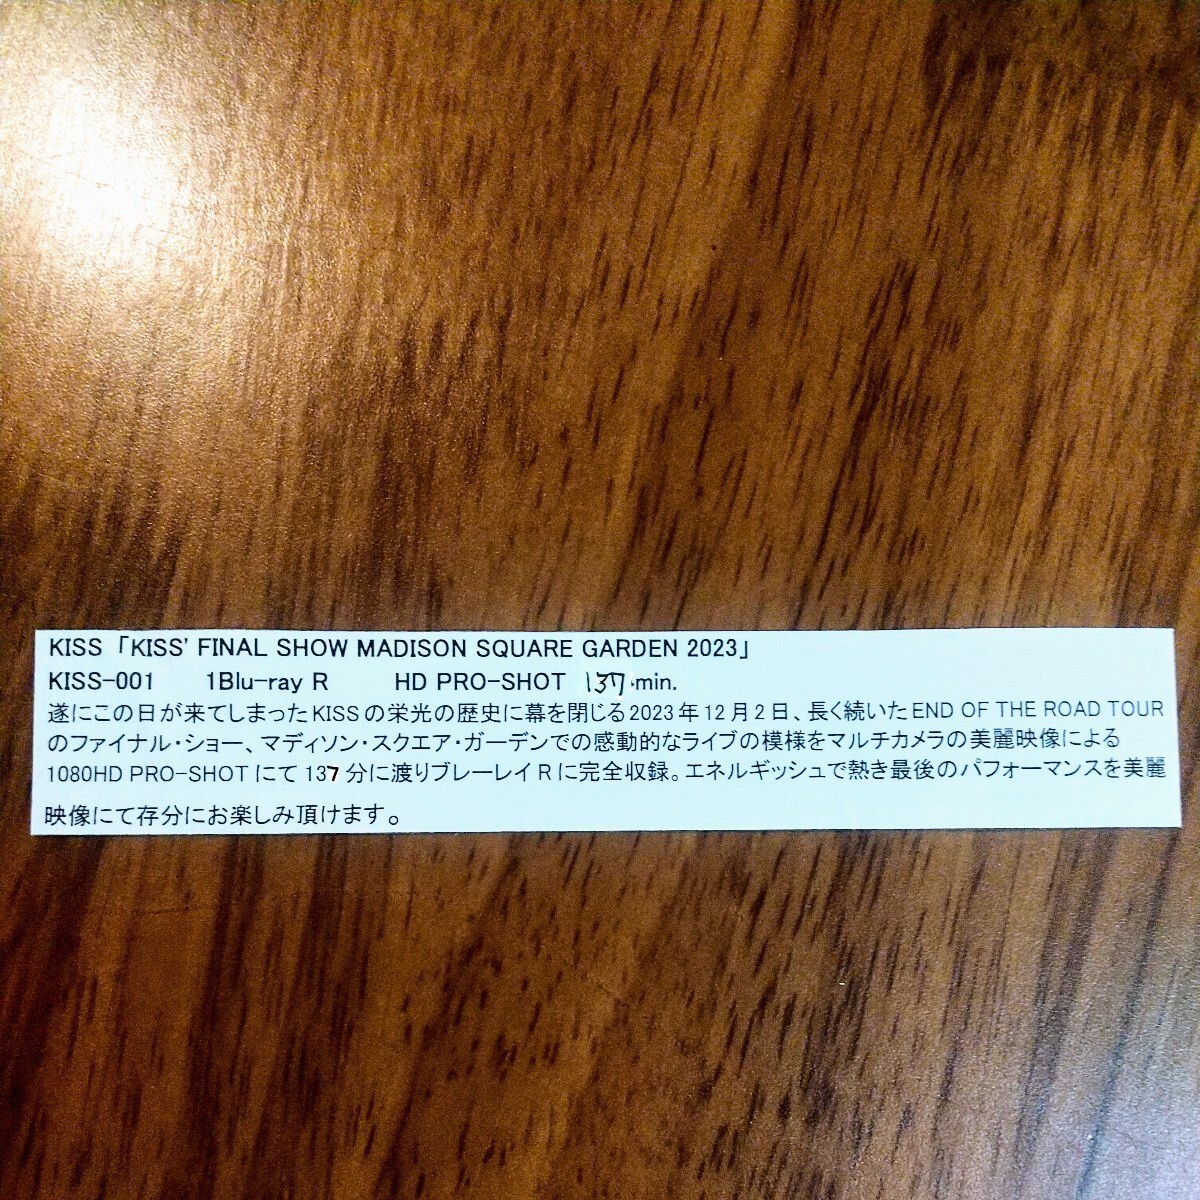 KISS「KISS' FINAL SHOW MADISON SQUARE GARDEN 2023」
KISS-001 1Blu-ray R HD PRO-SHOT 137 min.
遂にこの日が来てしまったKISSの栄光の歴史に幕を閉じる2023年12月2日、長く続いたEND OF THE ROAD TOUR
のファイナル・ショー、マディソン・スクエア・ガーデンでの感動的なライブの模様をマルチカメラの美麗映像による
1080HD PRO-SHOTにて137分に渡りブレーレイRに完全収録。エネルギッシュで熱き最後のパフォーマンスを美麗
映像にて存分にお楽しみ頂けます。